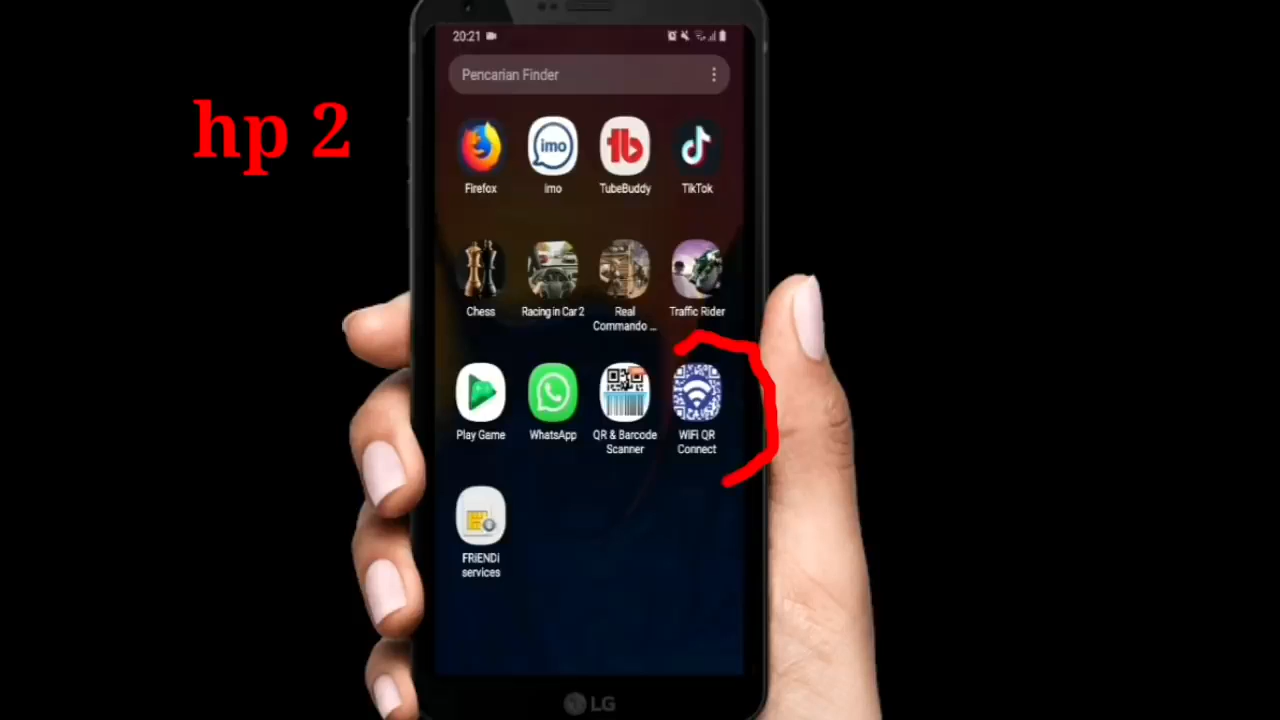 hp 2
20:21
Pencarian Finder
imo
Firefox
imo
TubeBuddy
TikTok
Chess
Racing in Car 2
Real
Commando ...
Traffic Rider
Play Game
WhatsApp
QR & Barcode
Scanner
WiFi QR
Connect
FRiENDi
services
LG